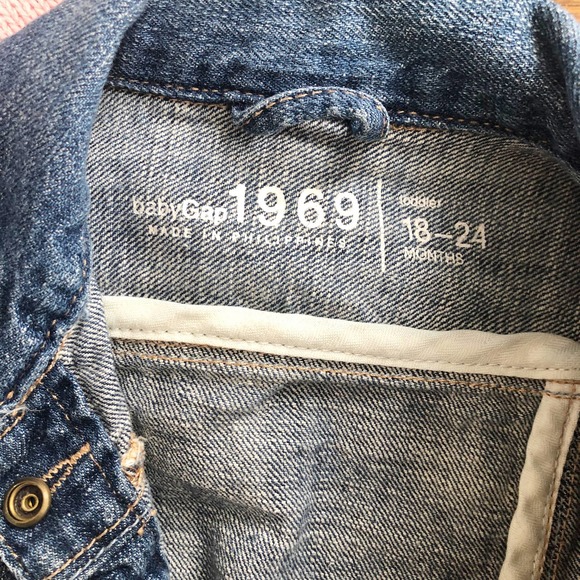 babyGap 1969
MADE IN PHILIPPINES
toddler
18–24
MONTHS